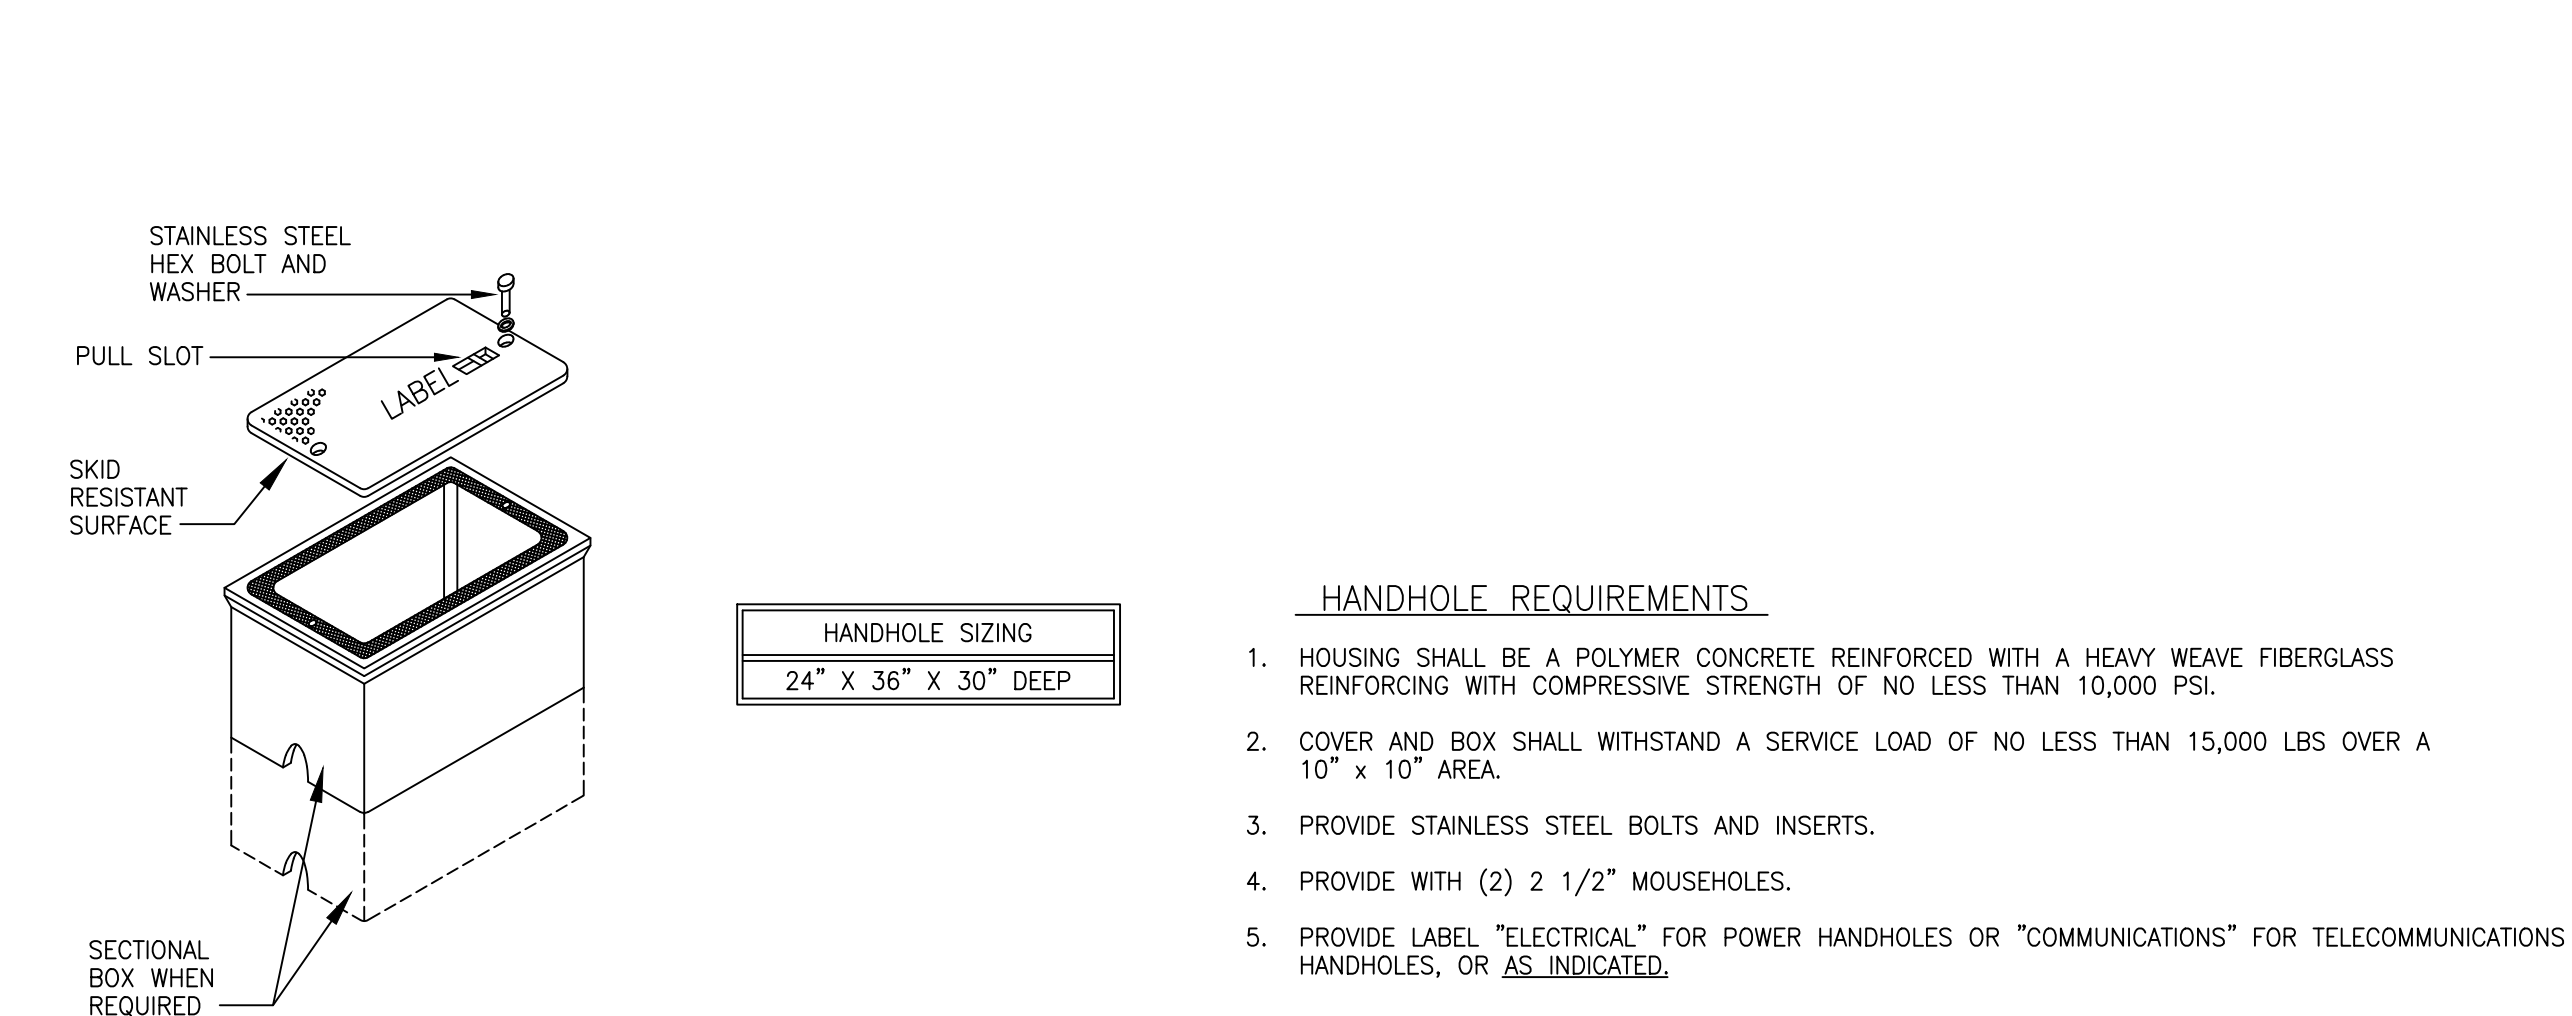 STAINLESS STEEL
HEX BOLT AND
WASHER
PULL SLOT
LABEL
SKID
RESISTANT
SURFACE
SECTIONAL
BOX WHEN
REQUIRED
HANDHOLE SIZING
24" X 36" X 30" DEEP
HANDHOLE REQUIREMENTS
1. HOUSING SHALL BE A POLYMER CONCRETE REINFORCED WITH A HEAVY WEAVE FIBERGLASS
REINFORCING WITH COMPRESSIVE STRENGTH OF NO LESS THAN 10,000 PSI.
2. COVER AND BOX SHALL WITHSTAND A SERVICE LOAD OF NO LESS THAN 15,000 LBS OVER A
10" x 10" AREA.
3. PROVIDE STAINLESS STEEL BOLTS AND INSERTS.
4. PROVIDE WITH (2) 2 1/2" MOUSEHOLES.
5. PROVIDE LABEL "ELECTRICAL" FOR POWER HANDHOLES OR "COMMUNICATIONS" FOR TELECOMMUNICATIONS
HANDHOLES, OR AS INDICATED.